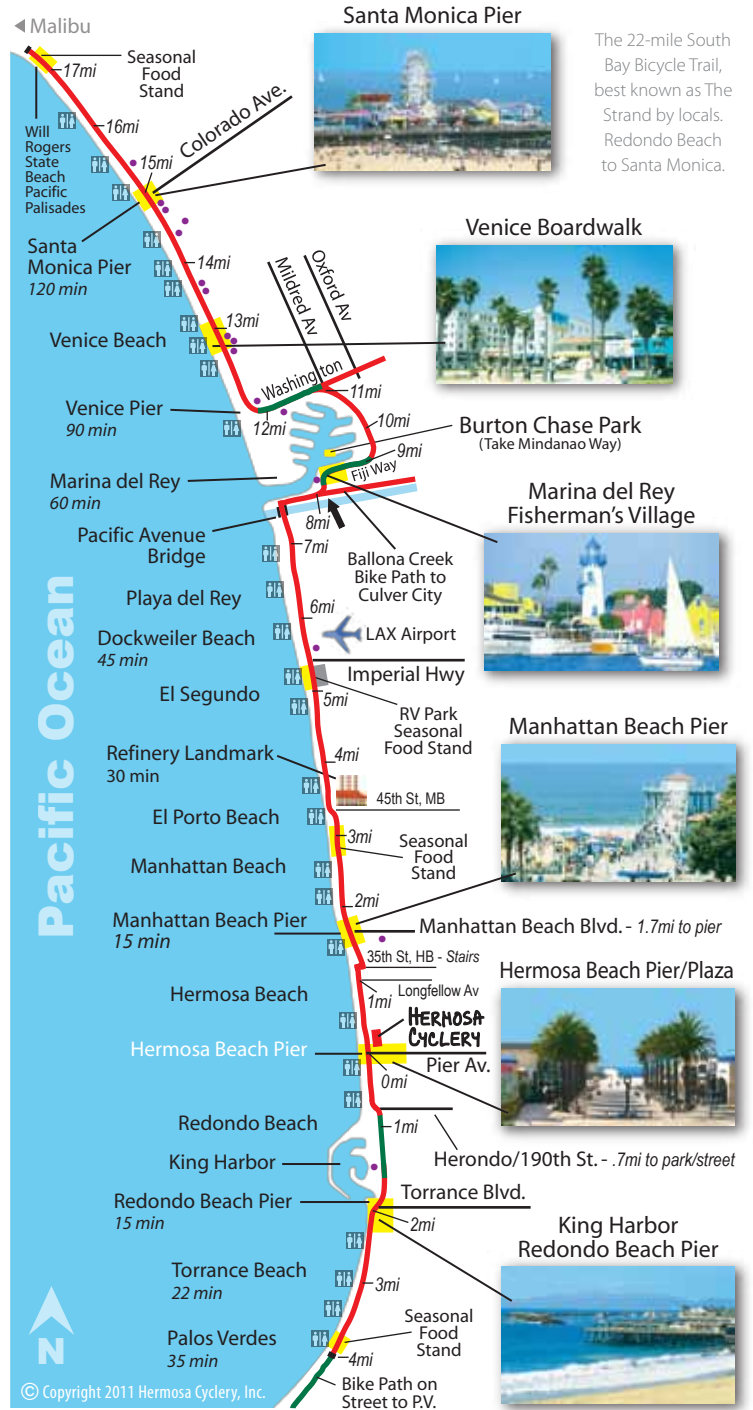 Malibu
Santa Monica Pier
The 22-mile South
Bay Bicycle Trail,
best known as The
Strand by locals.
Redondo Beach
to Santa Monica.
Seasonal
Food
Stand
17mi
16mi
Will
Rogers
State
Beach
Pacific
Palisades
Colorado Ave.
15mi
Santa
Monica Pier
120 min
14mi
Venice Boardwalk
Mildred Av
Oxford Av
13mi
Venice Beach
Washington
11mi
Venice Pier
90 min
12mi
10mi
Burton Chase Park
(Take Mindanao Way)
9mi
Fiji Way
Marina del Rey
60 min
8mi
Marina del Rey
Fisherman's Village
Pacific Avenue
Bridge
7mi
Ballona Creek
Bike Path to
Culver City
Playa del Rey
6mi
Dockweiler Beach
45 min
LAX Airport
Imperial Hwy
El Segundo
5mi
RV Park
Seasonal
Food Stand
Manhattan Beach Pier
Refinery Landmark
30 min
4mi
45th St, MB
El Porto Beach
3mi
Seasonal
Food
Stand
Manhattan Beach
2mi
Manhattan Beach Pier
15 min
Manhattan Beach Blvd. - 1.7mi to pier
35th St, HB - Stairs
Hermosa Beach Pier/Plaza
Hermosa Beach
1mi
Longfellow Av
HERMOSA
CYCLERY
Hermosa Beach Pier
Pier Av.
0mi
Redondo Beach
1mi
King Harbor
Herondo/190th St. - .7mi to park/street
Redondo Beach Pier
15 min
Torrance Blvd.
2mi
King Harbor
Redondo Beach Pier
Torrance Beach
22 min
3mi
Palos Verdes
35 min
Seasonal
Food
Stand
4mi
Bike Path on
Street to P.V.
Pacific Ocean
N
© Copyright 2011 Hermosa Cyclery, Inc.